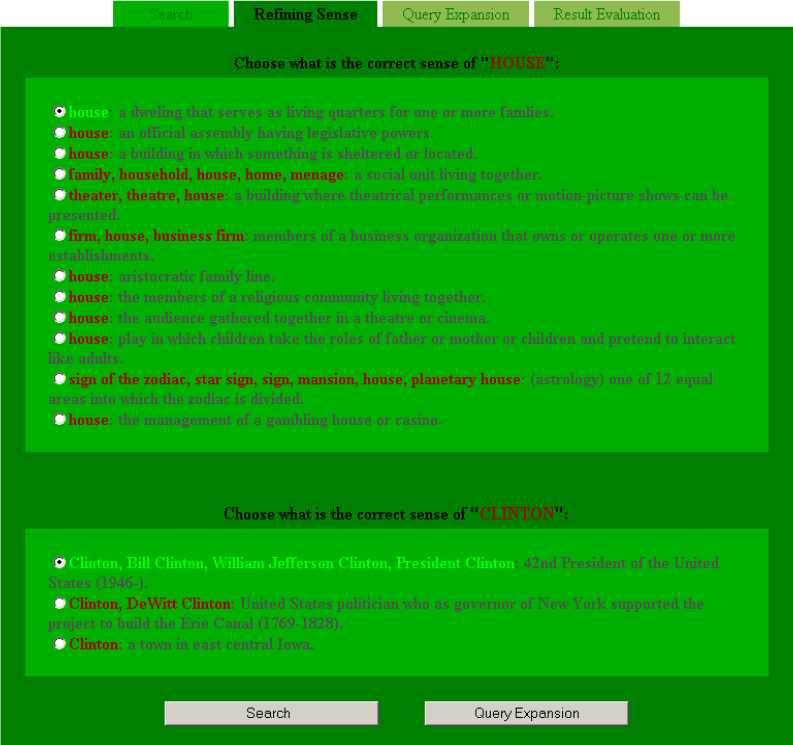 Search Refining Sense Query Expansion Result Evaluation
Choose what is the correct sense of "HOUSE":
house: a dweling that serves as living quarters for one or more famlies.
house: an official assembly having legislative powers.
house: a building in which something is sheltered or located.
family, household, house, home, menage: a social unit living together.
theater, theatre, house: a building where theatrical performances or motion-picture shows can be
presented.
firm, house, business firm: members of a business organization that owns or operates one or more
establishments.
house: aristocratic family line.
house: the members of a religious community living together.
house: the audience gathered together in a theatre or cinema.
house: play in which children take the roles of father or mother or children and pretend to interact
like adults.
sign of the zodiac, star sign, sign, mansion, house, planetary house: (astrology) one of 12 equal
areas into which the zodiac is divided.
house: the management of a gambling house or casino.
Choose what is the correct sense of "CLINTON":
Clinton, Bill Clinton, William Jefferson Clinton, President Clinton: 42nd President of the United
States (1946-).
Clinton, DeWitt Clinton: United States politician who as governor of New York supported the
project to build the Erie Canal (1769-1828).
Clinton: a town in east central Iowa.
Search Query Expansion